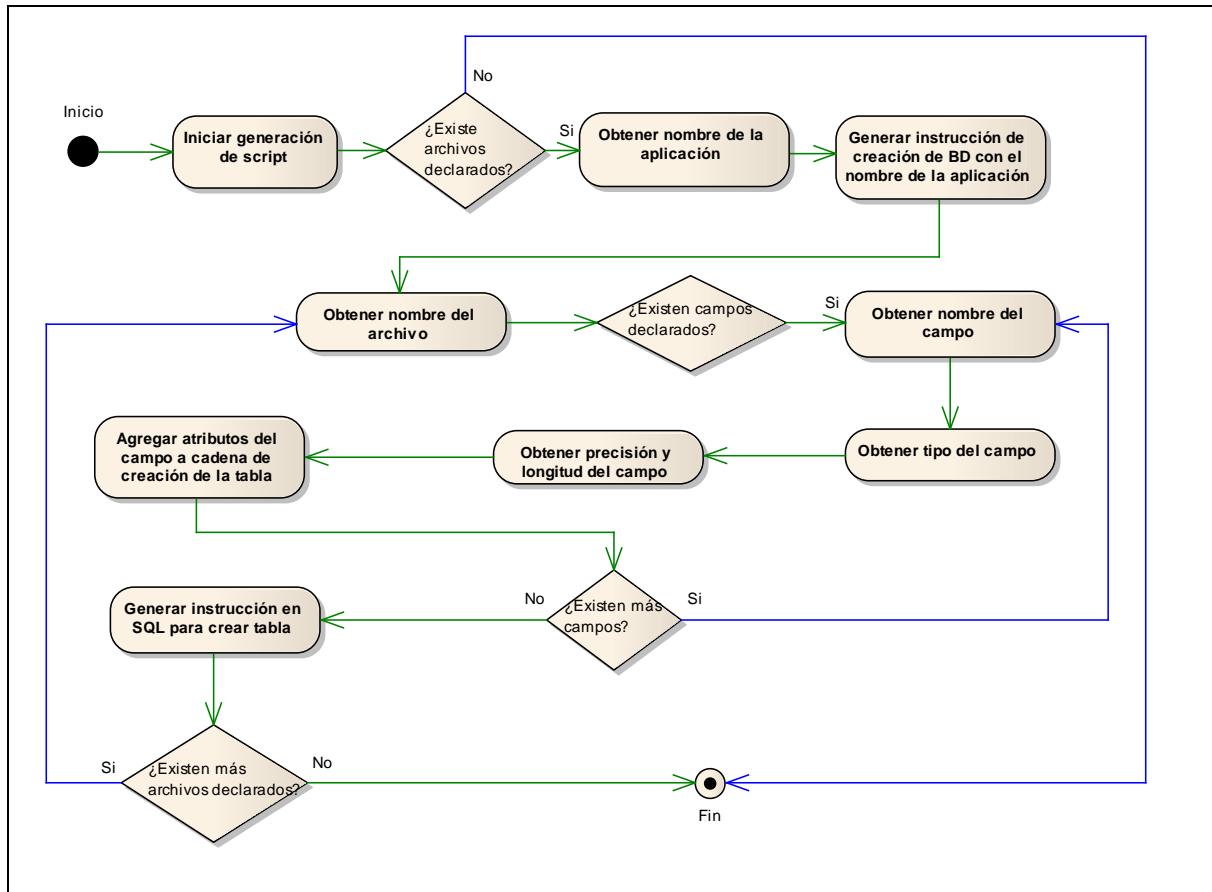 No
Inicio
Iniciar generación
de script
¿Existe
archivos
declarados?
Si
Obtener nombre de la
aplicación
Generar instrucción de
creación de BD con el
nombre de la aplicación
Obtener nombre del
archivo
¿Existen campos
declarados?
Si
Obtener nombre del
campo
Agregar atributos del
campo a cadena de
creación de la tabla
Obtener precisión y
longitud del campo
Obtener tipo del campo
Generar instrucción en
SQL para crear tabla
No
¿Existen más
campos?
Si
Si
¿Existen más
archivos declarados?
No
Fin